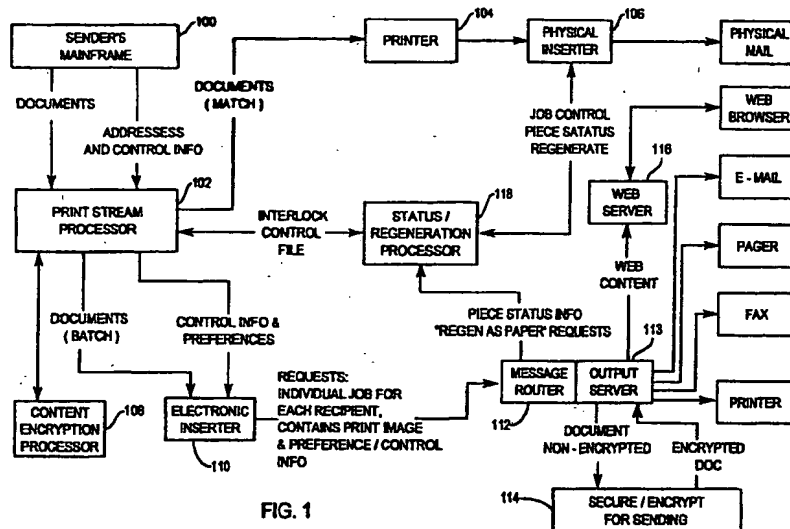 100
SENDER'S
MAINFRAME
DOCUMENTS
ADDRESSESS
AND CONTROL INFO
DOCUMENTS
( MATCH )
PRINTER
104
PHYSICAL
INSERTER
106
PHYSICAL
MAIL
WEB
BROWSER
JOB CONTROL
PIECE SATATUS
REGENERATE
116
WEB
SERVER
E - MAIL
102
PRINT STREAM
PROCESSOR
INTERLOCK
CONTROL
FILE
118
STATUS /
REGENERATION
PROCESSOR
WEB
CONTENT
PAGER
DOCUMENTS
( BATCH )
CONTROL INFO &
PREFERENCES
PIECE STATUS INFO
"REGEN AS PAPER" REQUESTS
113
FAX
CONTENT
ENCRYPTION
PROCESSOR
108
ELECTRONIC
INSERTER
110
REQUESTS:
INDIVIDUAL JOB FOR
EACH RECIPIENT,
CONTAINS PRINT IMAGE
& PREFERENCE / CONTROL
INFO
MESSAGE
ROUTER
112
OUTPUT
SERVER
PRINTER
DOCUMENT
NON - ENCRYPTED
ENCRYPTED
DOC
114
SECURE / ENCRYPT
FOR SENDING
FIG. 1